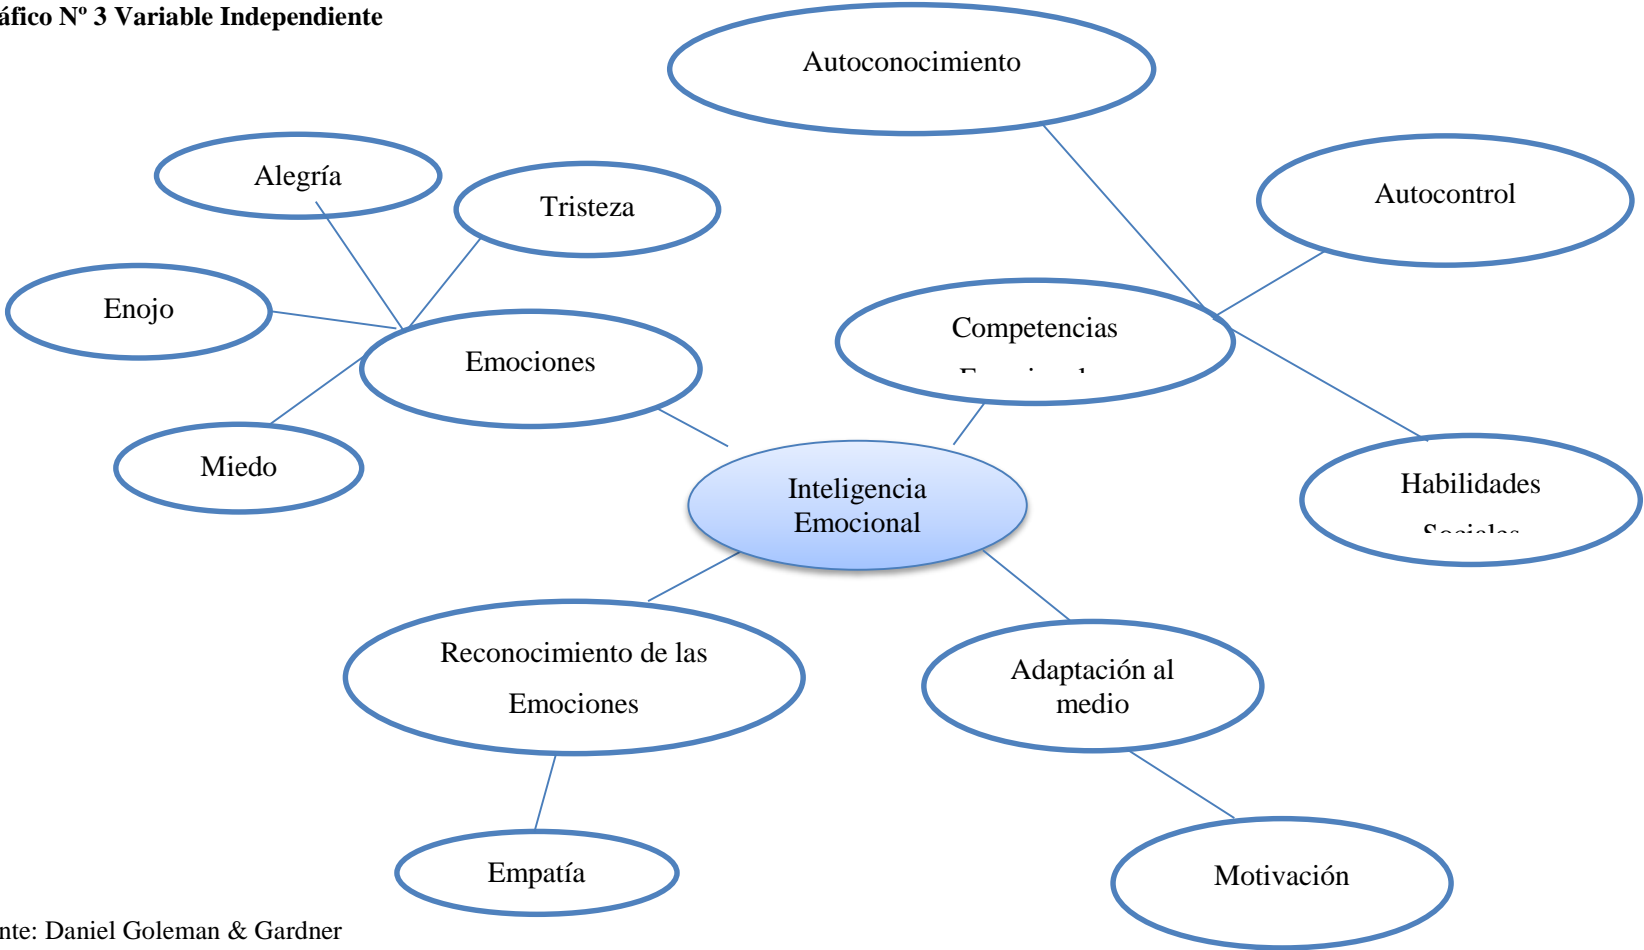 áfico Nº 3 Variable Independiente
Autoconocimiento
Alegría
Tristeza
Autocontrol
Enojo
Emociones
Competencias
Miedo
Inteligencia
Emocional
Habilidades
Reconocimiento de las
Emociones
Adaptación al
medio
Empatía
Motivación
nte: Daniel Goleman & Gardner